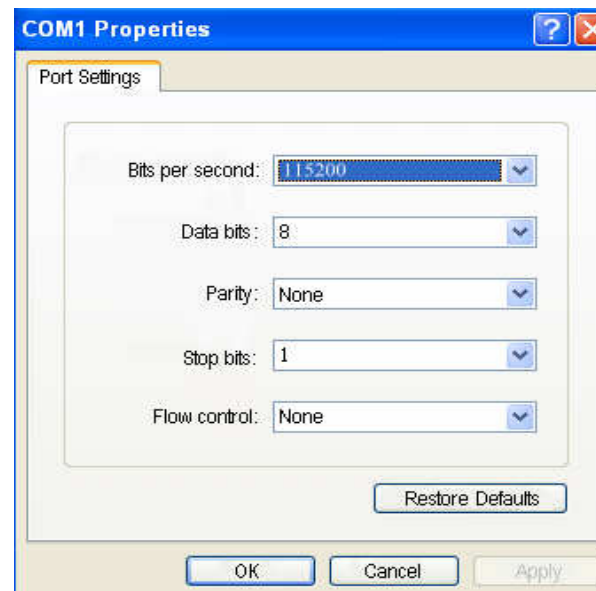 COM1 Properties
Port Settings
Bits per second: 115200
Data bits: 8
Parity: None
Stop bits: 1
Flow control: None
Restore Defaults
OK Cancel Apply